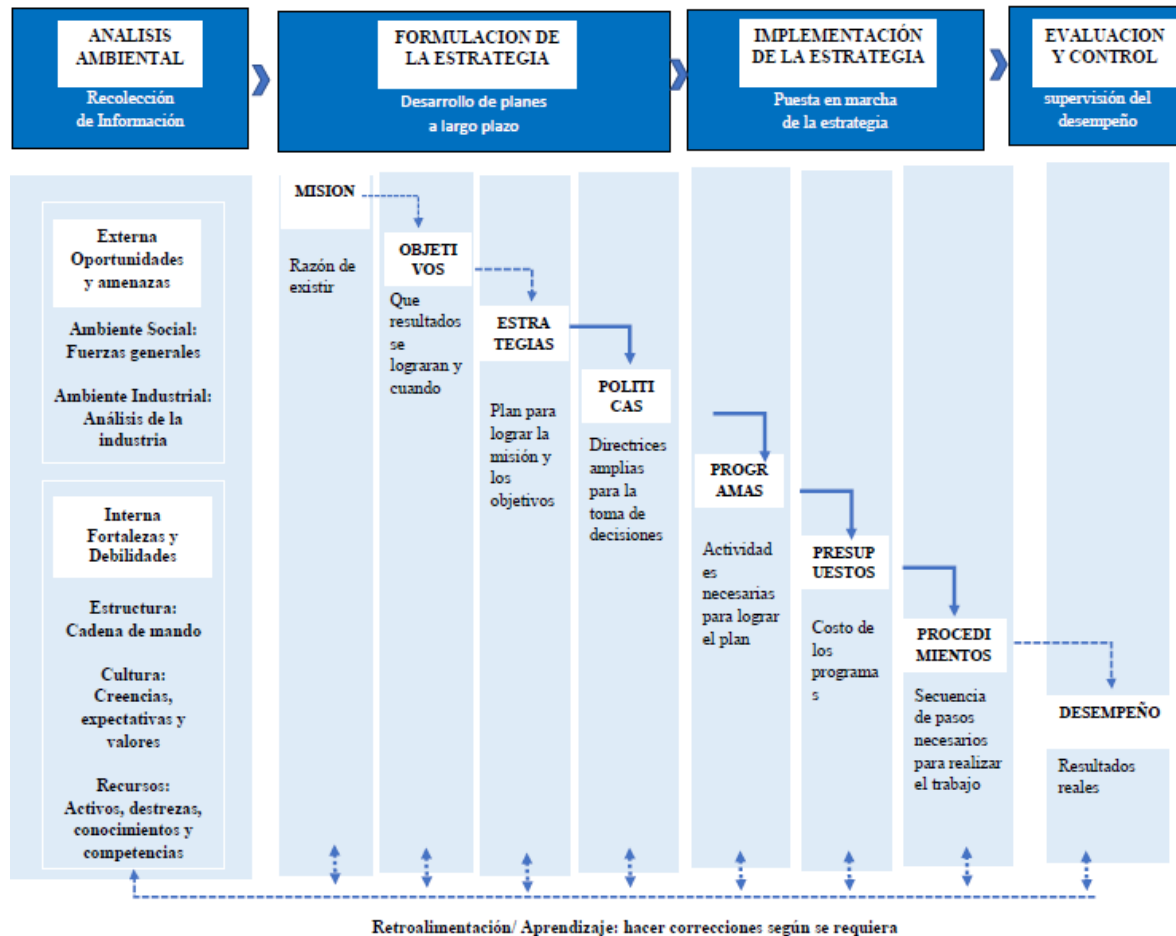 ANALISIS
AMBIENTAL
Recolección
de Información
FORMULACION DE
LA ESTRATEGIA
Desarrollo de planes
a largo plazo
IMPLEMENTACIÓN
DE LA ESTRATEGIA
Puesta en marcha
de la estrategia
EVALUACION
Y CONTROL
supervisión del
desempeño
Externa
Oportunidades
y amenazas
Ambiente Social:
Fuerzas generales
Ambiente Industrial:
Análisis de la
industria
Interna
Fortalezas y
Debilidades
Estructura:
Cadena de mando
Cultura:
Creencias,
expectativas y
valores
Recursos:
Activos, destrezas,
conocimientos y
competencias
MISION
Razón de
existir
OBJETI
VOS
Que
resultados
se
lograran y
cuando
ESTRA
TEGIAS
Plan para
lograr la
misión y
los
objetivos
POLITI
CAS
Directrices
amplias
para la
toma de
decisiones
PROGR
AMAS
Actividad
es
necesarias
para lograr
el plan
PRESUP
UESTOS
Costo de
los
programa
s
PROCEDI
MIENTOS
Secuencia
de pasos
necesarios
para realizar
el trabajo
DESEMPEÑO
Resultados
reales
Retroalimentación/ Aprendizaje: hacer correcciones según se requiera